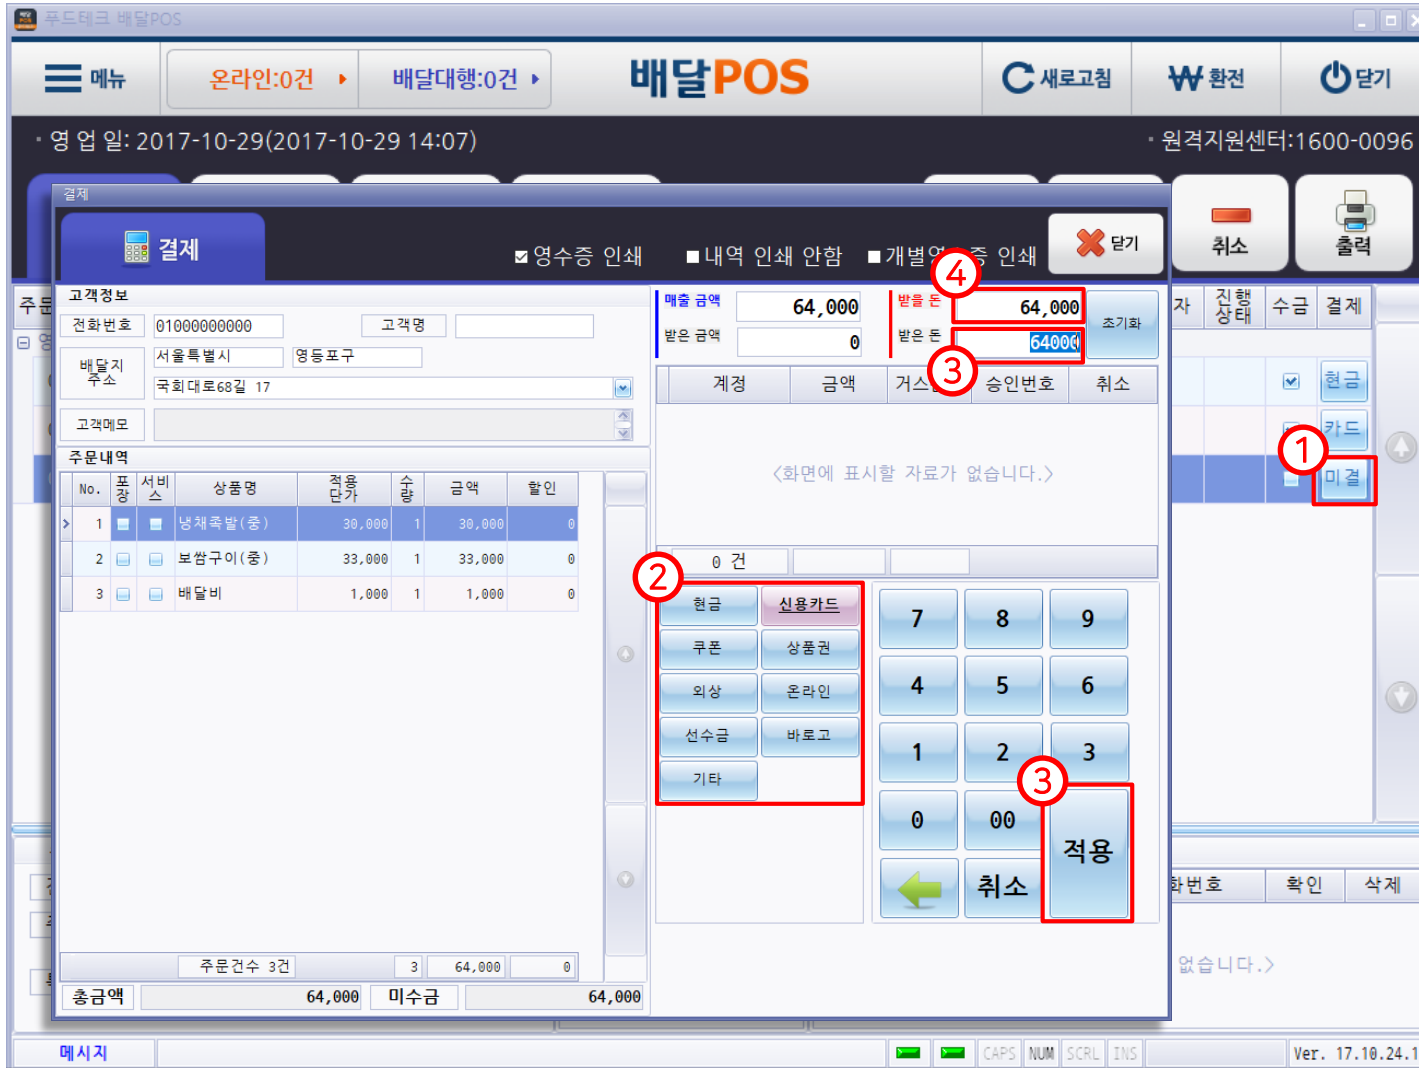 푸드테크 배달POS
메뉴
온라인:0건
배달대행:0건
배달POS
새로고침
환전
닫기
영 업 일: 2017-10-29(2017-10-29 14:07)
원격지원센터:1600-0096
취소
출력
결제
결제
영수증 인쇄
내역 인쇄 안함
인쇄
닫기
고객정보
전화번호 01000000000 고객명
배달지
주소
서울특별시 영등포구
국회대로68길 17
고객메모
매출 금액 64,000
받을 돈 64,000
받은 금액 0
받은 돈 64000
초기화
④
③
계정 금액 승인번호 취소
<화면에 표시할 자료가 없습니다.>
0 건
진행
상태
수금 결제
현금
카드
미결
①
주문내역
No. 포장 서비스 상품명 적용단가 수량 금액 할인
1 냉채족발(중) 30,000 1 30,000 0
2 보쌈구이(중) 33,000 1 33,000 0
3 배달비 1,000 1 1,000 0
②
현금 신용카드
쿠폰 상품권
외상 온라인
선수금 바로고
기타
7 8 9
4 5 6
1 2 3
③
0 00 적용
취소
주문건수 3건 3 64,000 0
총금액 64,000 미수금 64,000
확인 삭제
없습니다.>
메시지
CAPS NUM SCRL INS
Ver. 17.10.24.1